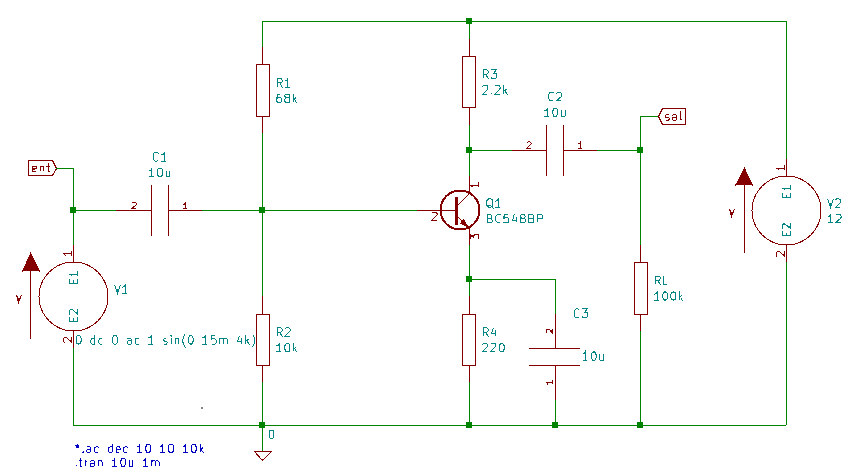 R1
68k
R3
2.2k
C2
10u
2
1
sal
ent
C1
10u
2
1
1
2
Q1
BC548BP
3
1
E1
E2
2
V
V2
12
1
E1
E2
2
V
V1
0 dc 0 ac 1 sin(0 15m 4k)
R2
10k
R4
220
C3
2
10u
1
RL
100k
0
*.ac dec 10 10 10k
.tran 10u 1m